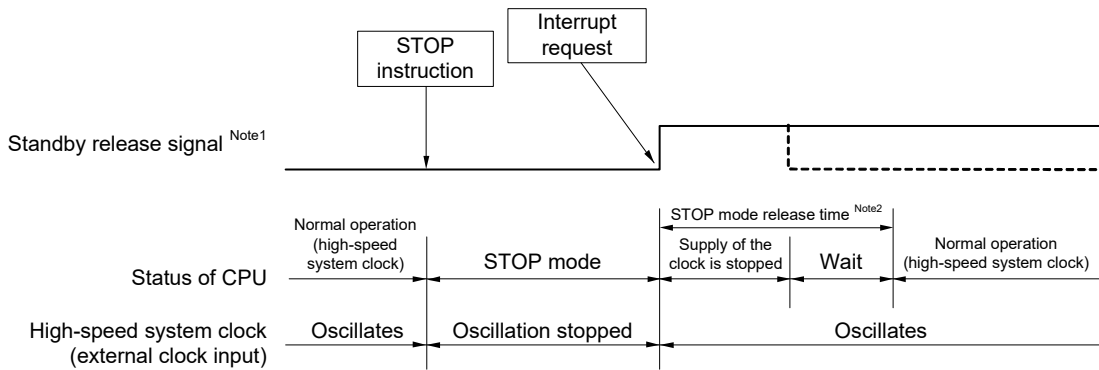 Interrupt
request
STOP
instruction
Standby release signal Note1
STOP mode release time Note2
Normal operation
(high-speed
system clock)
Supply of the
clock is stopped
Normal operation
(high-speed system clock)
Status of CPU
STOP mode
Wait
High-speed system clock
(external clock input)
Oscillates
Oscillation stopped
Oscillates